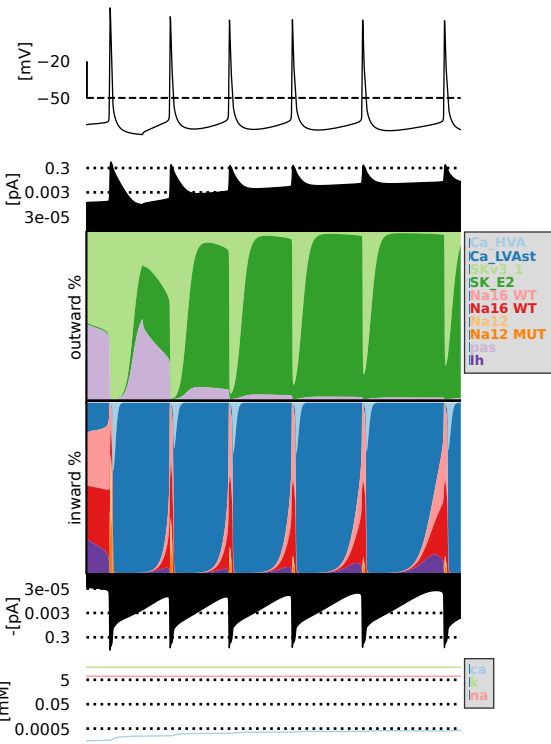 [mV]
−20
−50
[pA]
0.3
0.003
3e-05
outward %
Ca_HVA
Ca_LVAst
SKv3_1
SK_E2
Na16 WT
Na16 WT
Na12
Na12 MUT
pas
Ih
inward %
-[pA]
3e-05
0.003
0.3
[mM]
5
0.05
0.0005
ca
k
na